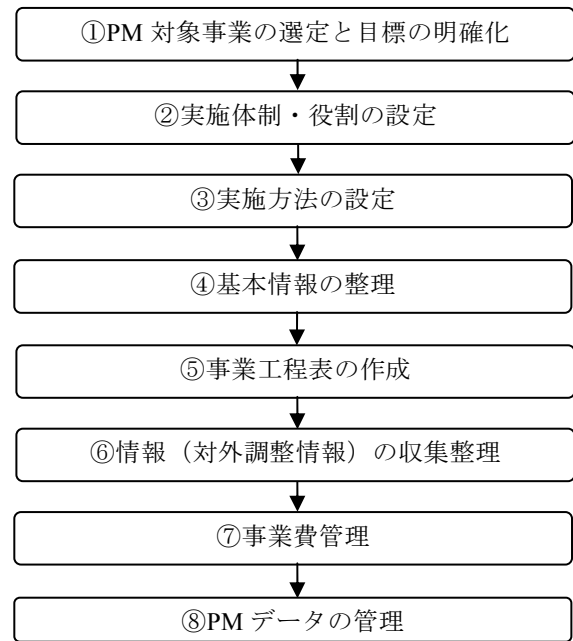 ①PM 対象事業の選定と目標の明確化
②実施体制・役割の設定
③実施方法の設定
④基本情報の整理
⑤事業工程表の作成
⑥情報（対外調整情報）の収集整理
⑦事業費管理
⑧PM データの管理